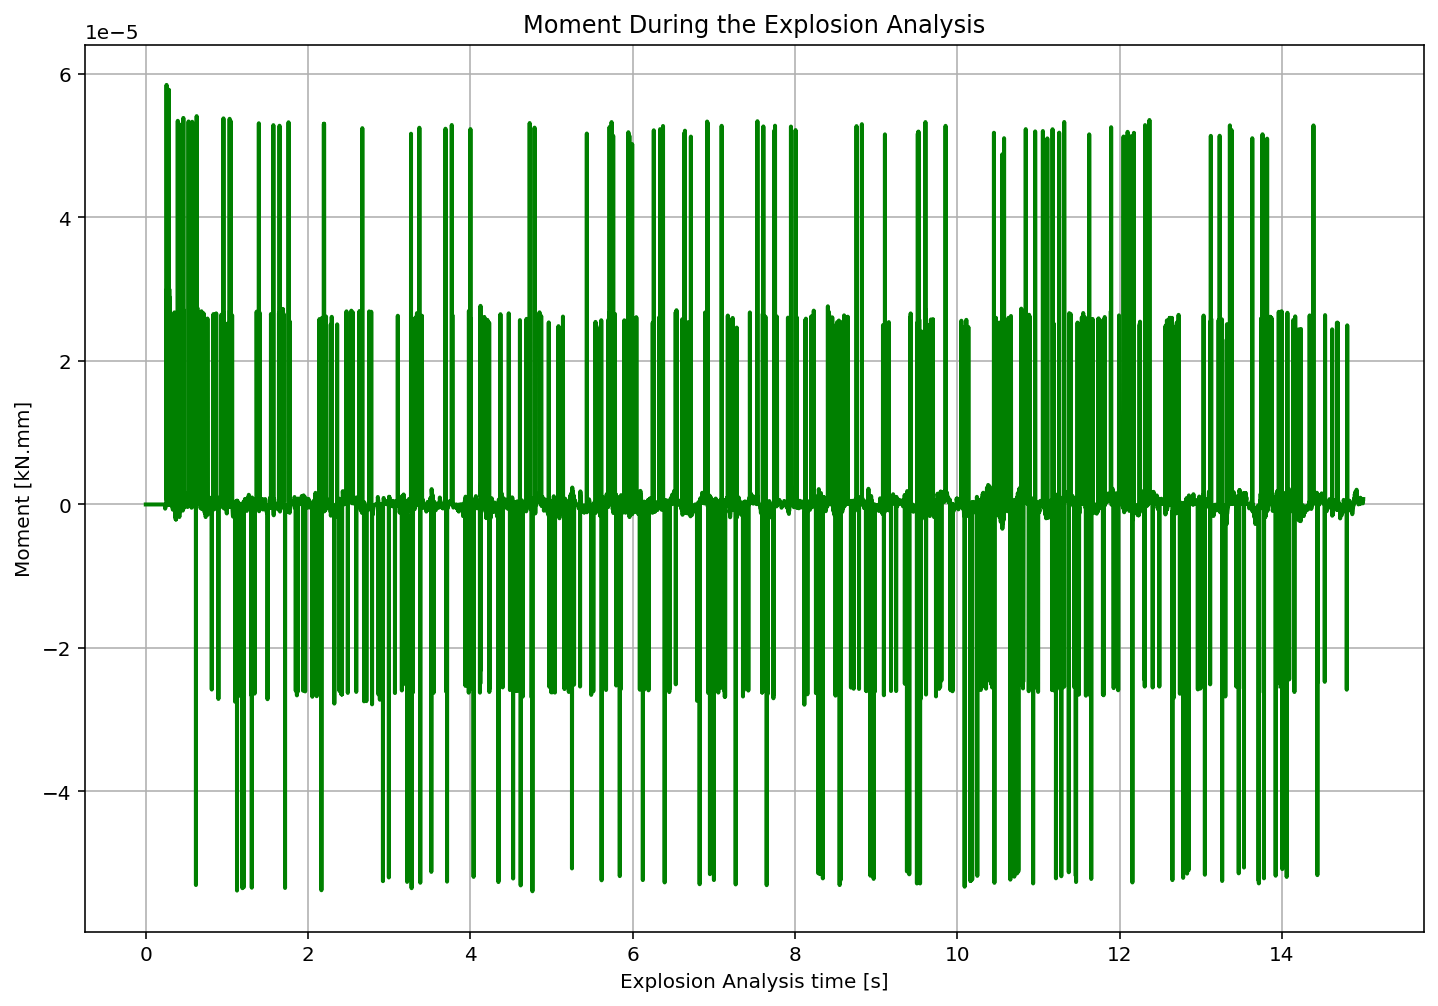 Moment During the Explosion Analysis
1e−5
6
4
2
0
−2
−4
Moment [kN.mm]
0 2 4 6 8 10 12 14
Explosion Analysis time [s]